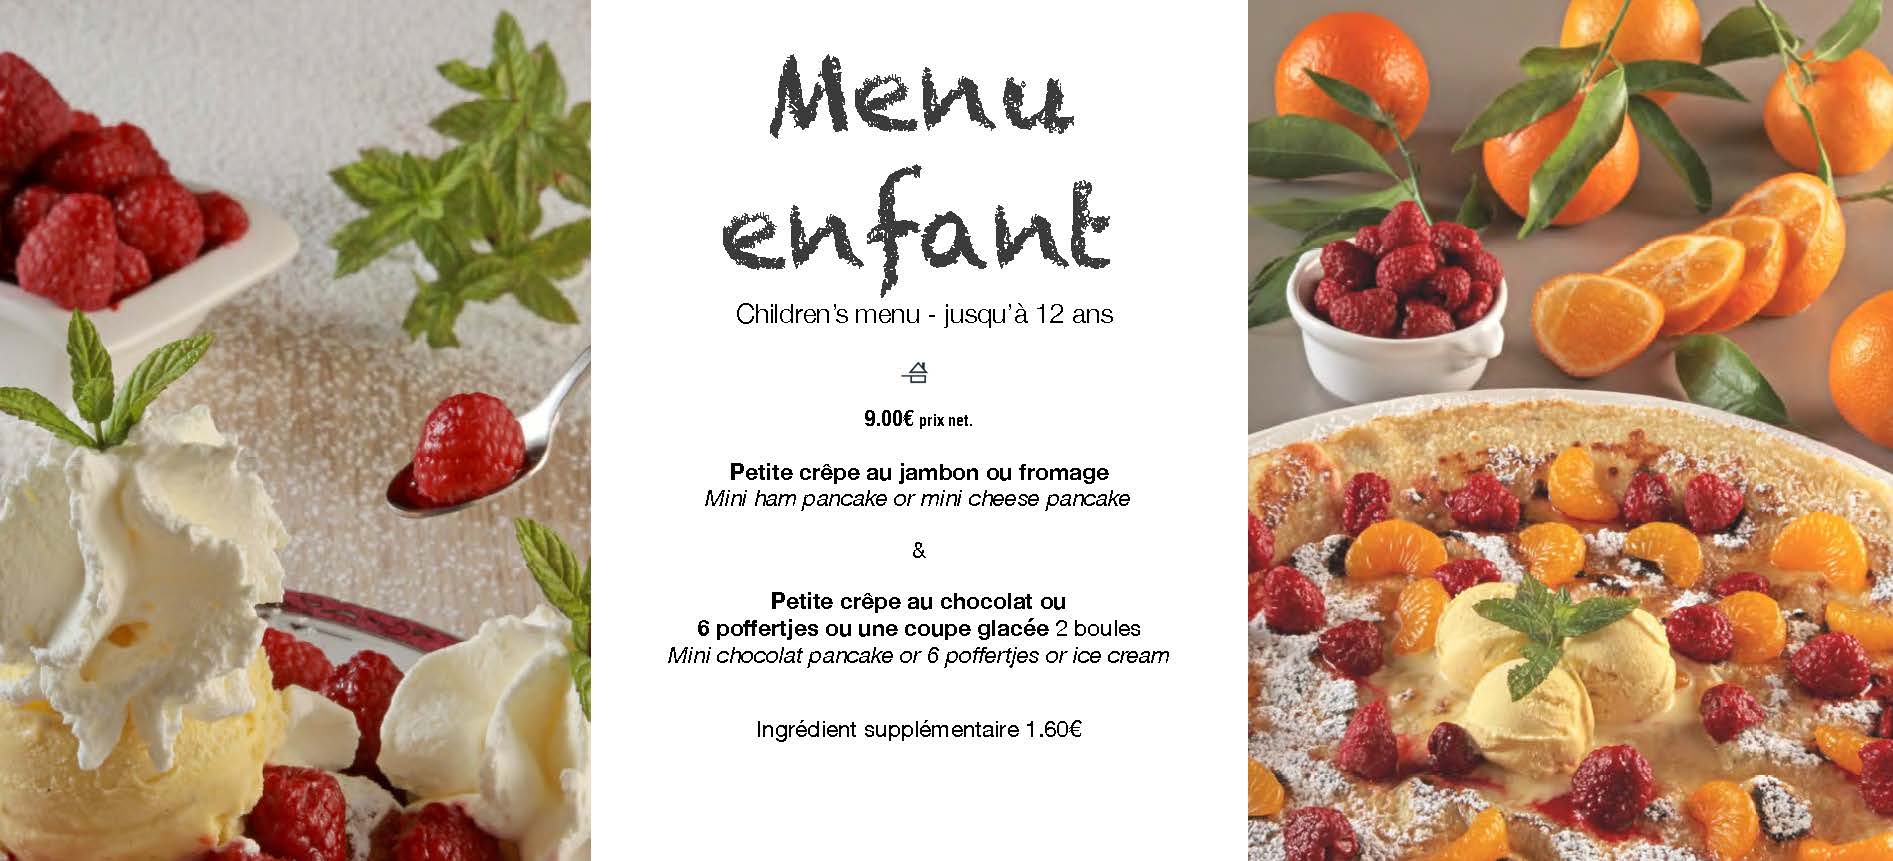 Menu
enfant
Children's menu - jusqu'à 12 ans
9.00€ prix net.
Petite crêpe au jambon ou fromage
Mini ham pancake or mini cheese pancake
&
Petite crêpe au chocolat ou
6 poffertjes ou une coupe glacée 2 boules
Mini chocolat pancake or 6 poffertjes or ice cream
Ingrédient supplémentaire 1.60€